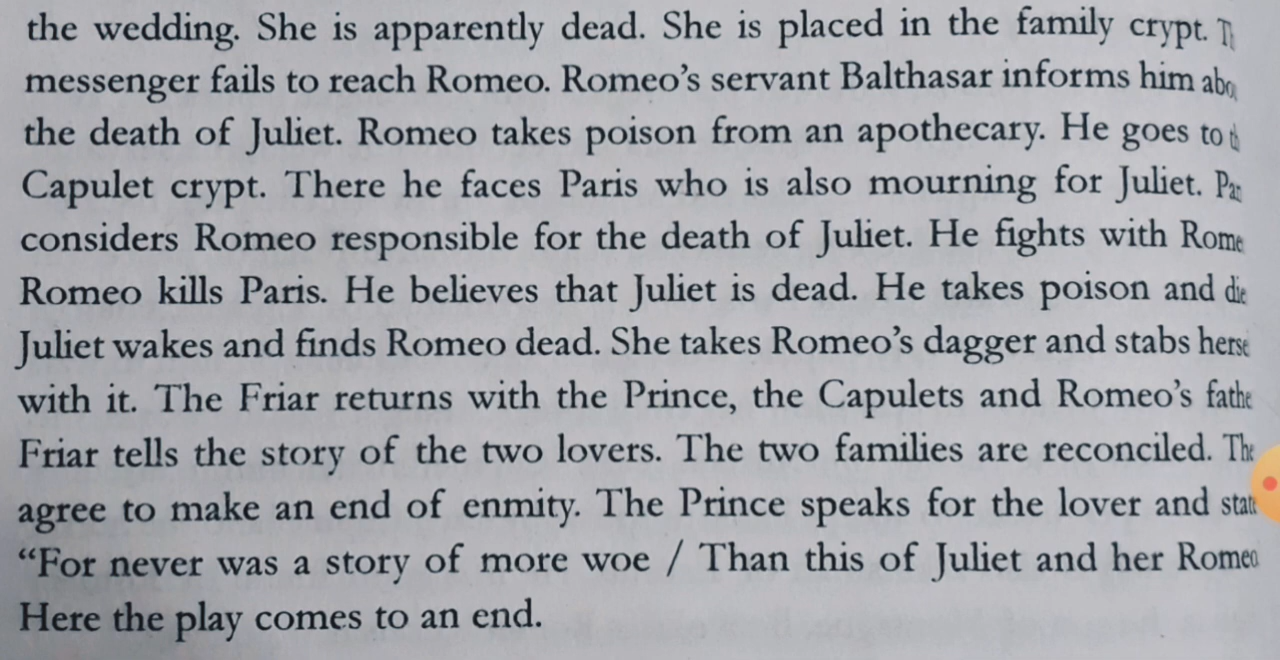 the wedding. She is apparently dead. She is placed in the family crypt.
messenger fails to reach Romeo. Romeo's servant Balthasar informs him
the death of Juliet. Romeo takes poison from an apothecary. He goes to
Capulet crypt. There he faces Paris who is also mourning for Juliet.
considers Romeo responsible for the death of Juliet. He fights with Rome
Romeo kills Paris. He believes that Juliet is dead. He takes poison and
Juliet wakes and finds Romeo dead. She takes Romeo's dagger and stabs herse
with it. The Friar returns with the Prince, the Capulets and Romeo's fathe
Friar tells the story of the two lovers. The two families are reconciled. The
agree to make an end of enmity. The Prince speaks for the lover and
“For never was a story of more woe / Than this of Juliet and her Romeo
Here the play comes to an end.